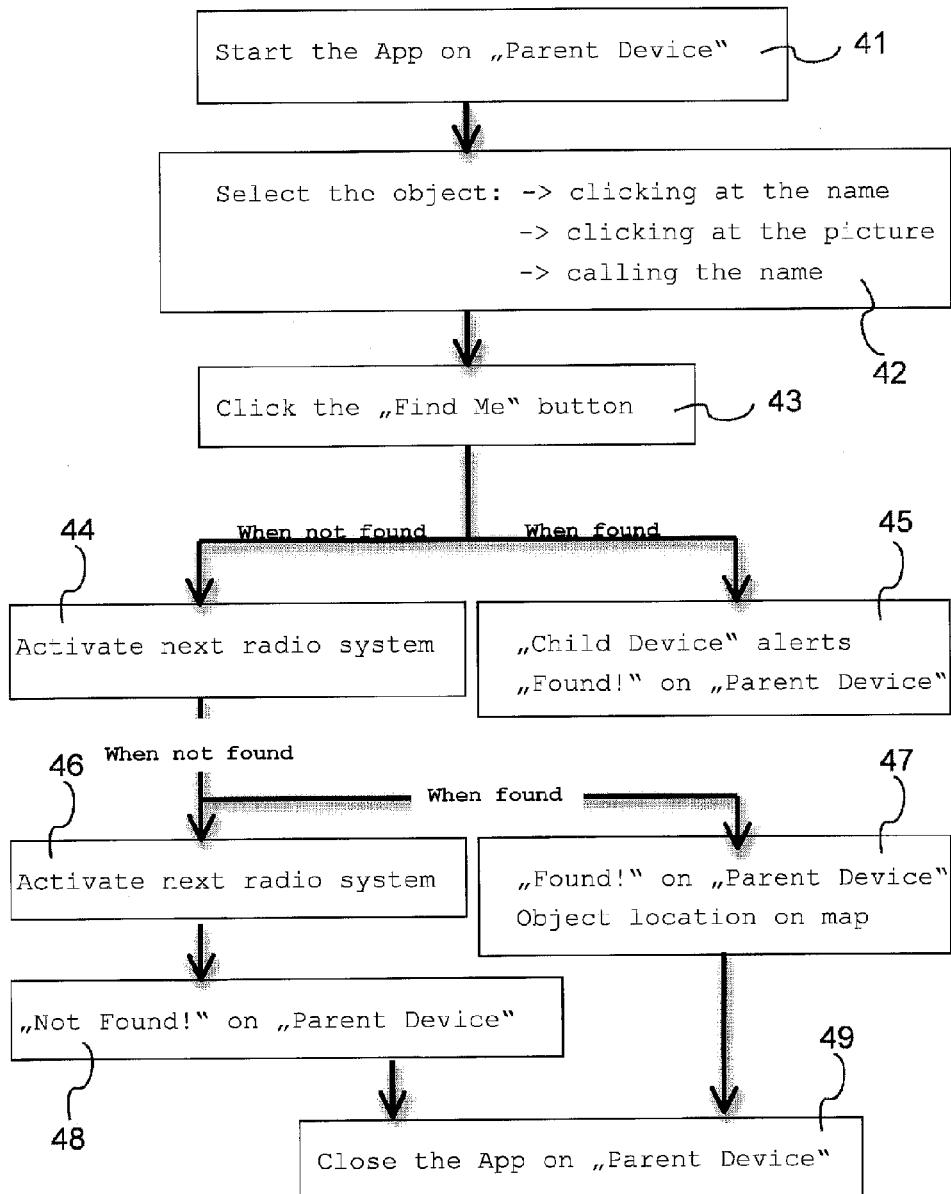 Start the App on „Parent Device“
41
Select the object: -> clicking at the name
-> clicking at the picture
-> calling the name
42
Click the „Find Me“ button
43
When not found
When found
44
45
Activate next radio system
„Child Device“ alerts
„Found!“ on „Parent Device“
When not found
When found
46
47
Activate next radio system
„Found!“ on „Parent Device“
Object location on map
„Not Found!“ on „Parent Device“
48
49
Close the App on „Parent Device“